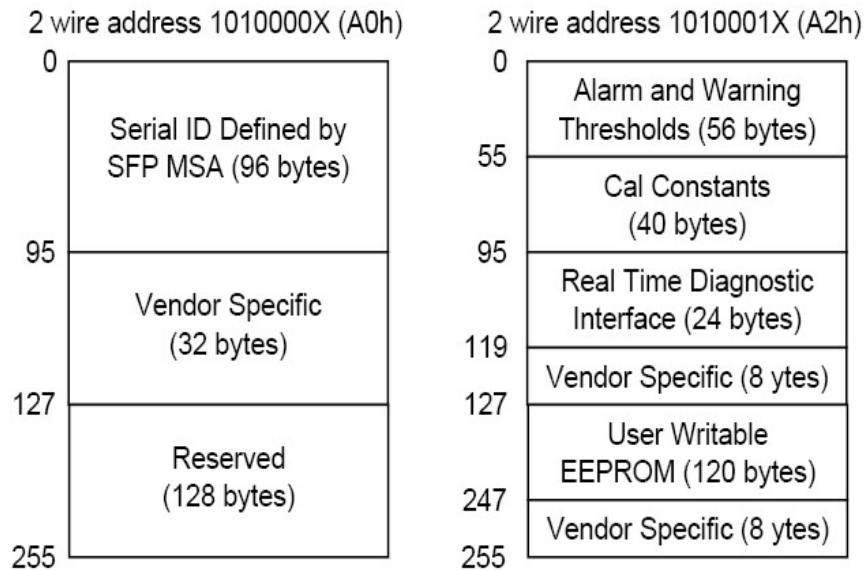 2 wire address 1010000X (A0h)
0
Serial ID Defined by
SFP MSA (96 bytes)
95
Vendor Specific
(32 bytes)
127
Reserved
(128 bytes)
255
2 wire address 1010001X (A2h)
0
Alarm and Warning
Thresholds (56 bytes)
55
Cal Constants
(40 bytes)
95
Real Time Diagnostic
Interface (24 bytes)
119
Vendor Specific (8 ytes)
127
User Writable
EEPROM (120 bytes)
247
Vendor Specific (8 ytes)
255